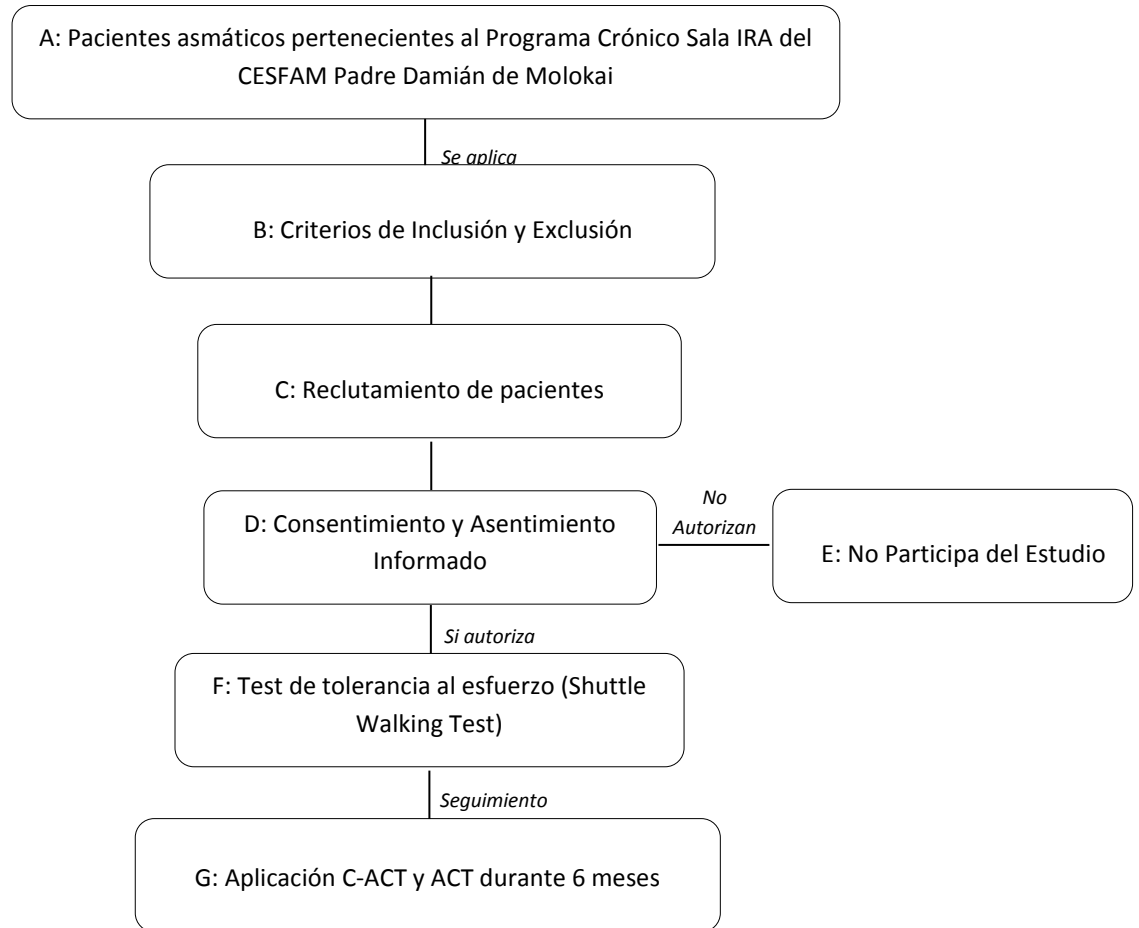 A: Pacientes asmáticos pertenecientes al Programa Crónico Sala IRA del
CESFAM Padre Damián de Molokai
Se aplica
B: Criterios de Inclusión y Exclusión
C: Reclutamiento de pacientes
D: Consentimiento y Asentimiento
Informado
No
Autorizan
E: No Participa del Estudio
Si autoriza
F: Test de tolerancia al esfuerzo (Shuttle
Walking Test)
Seguimiento
G: Aplicación C-ACT y ACT durante 6 meses